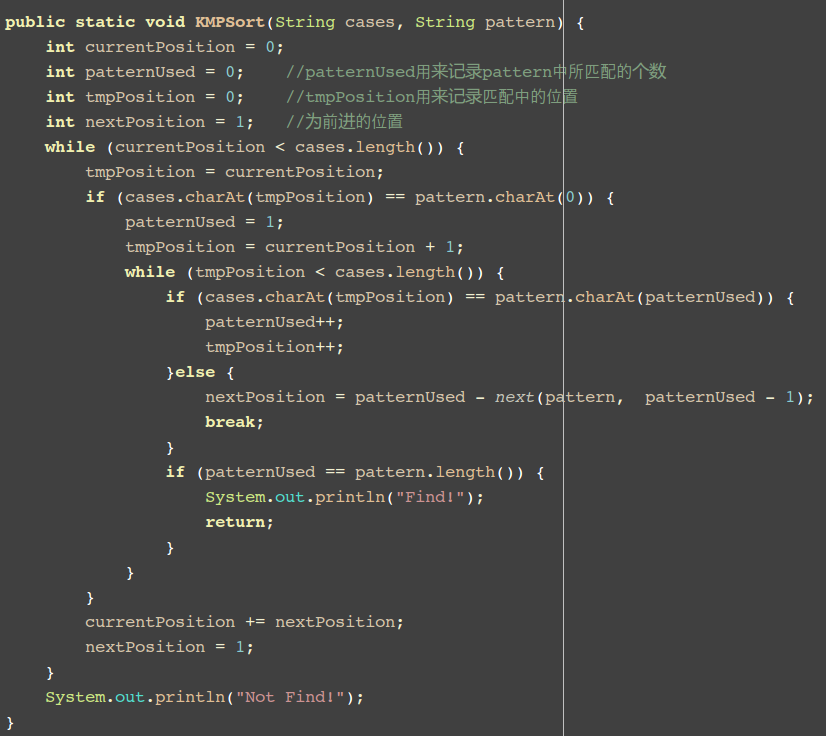 public static void KMPSort(String cases, String pattern) {
    int currentPosition = 0;
    int patternUsed = 0;    //patternUsed用来记录pattern中所匹配的个数
    int tmpPosition = 0;    //tmpPosition用来记录匹配中的位置
    int nextPosition = 1;   //为前进的位置
    while (currentPosition < cases.length()) {
        tmpPosition = currentPosition;
        if (cases.charAt(tmpPosition) == pattern.charAt(0)) {
            patternUsed = 1;
            tmpPosition = currentPosition + 1;
            while (tmpPosition < cases.length()) {
                if (cases.charAt(tmpPosition) == pattern.charAt(patternUsed)) {
                    patternUsed++;
                    tmpPosition++;
                }else {
                    nextPosition = patternUsed - next(pattern,  patternUsed - 1);
                    break;
                }
                if (patternUsed == pattern.length()) {
                    System.out.println("Find!");
                    return;
                }
            }
        }
        currentPosition += nextPosition;
        nextPosition = 1;
    }
    System.out.println("Not Find!");
}